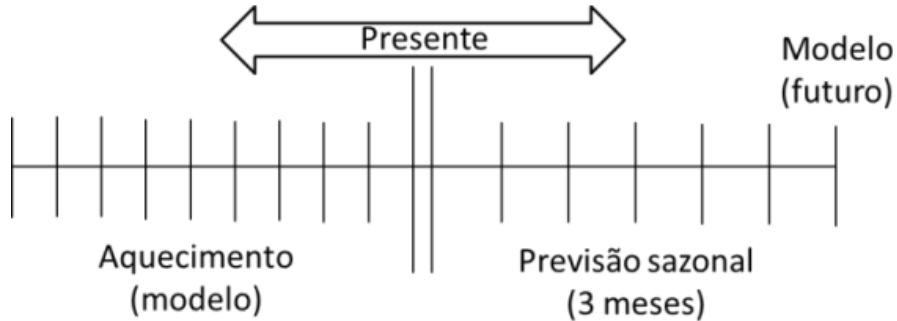 Presente
Modelo
(futuro)
Aquecimento
(modelo)
Previsão sazonal
(3 meses)